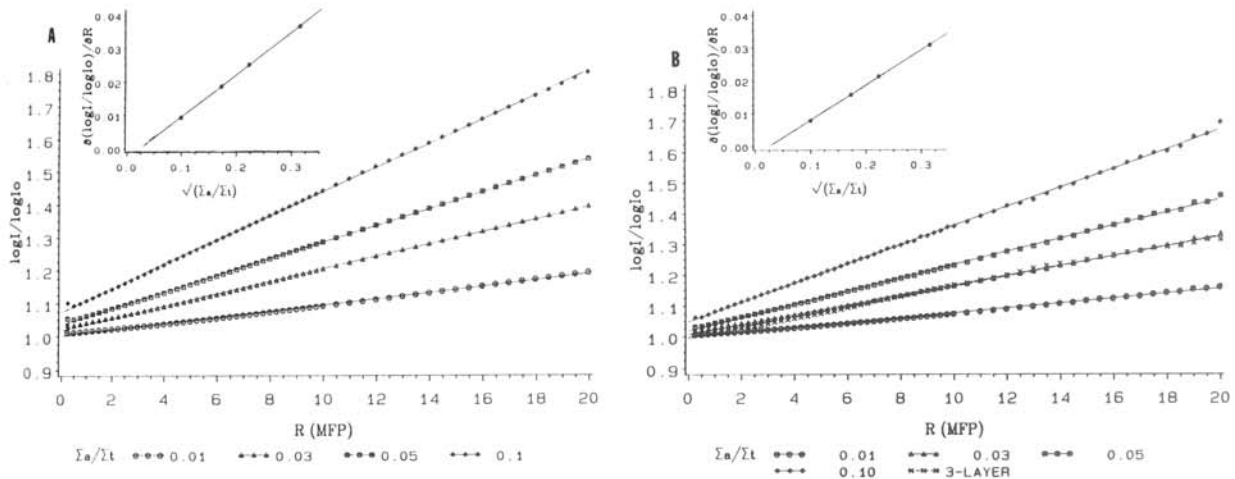 A
∂(logI/logIo)/∂R
0.04
0.03
0.02
0.01
0.00
0.0 0.1 0.2 0.3
√(Σa/Σt)
logI/logIo
1.8
1.7
1.6
1.5
1.4
1.3
1.2
1.1
1.0
0.9
0 2 4 6 8 10 12 14 16 18 20
R (MFP)
Σa/Σt 0.01 0.03 0.05 0.1
B
∂(logI/logIo)/∂R
0.04
0.03
0.02
0.01
0.00
0.0 0.1 0.2 0.3
√(Σa/Σt)
logI/logIo
1.8
1.7
1.6
1.5
1.4
1.3
1.2
1.1
1.0
0.9
0 2 4 6 8 10 12 14 16 18 20
R (MFP)
Σa/Σt 0.01 0.03 0.05
0.10 3-LAYER